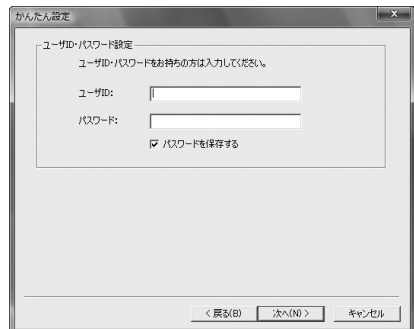 かんたん設定
ユーザID・パスワード設定
ユーザID・パスワードをお持ちの方は入力してください。
ユーザID:
パスワード:
パスワードを保存する
< 戻る(B) 次へ(N) > キャンセル